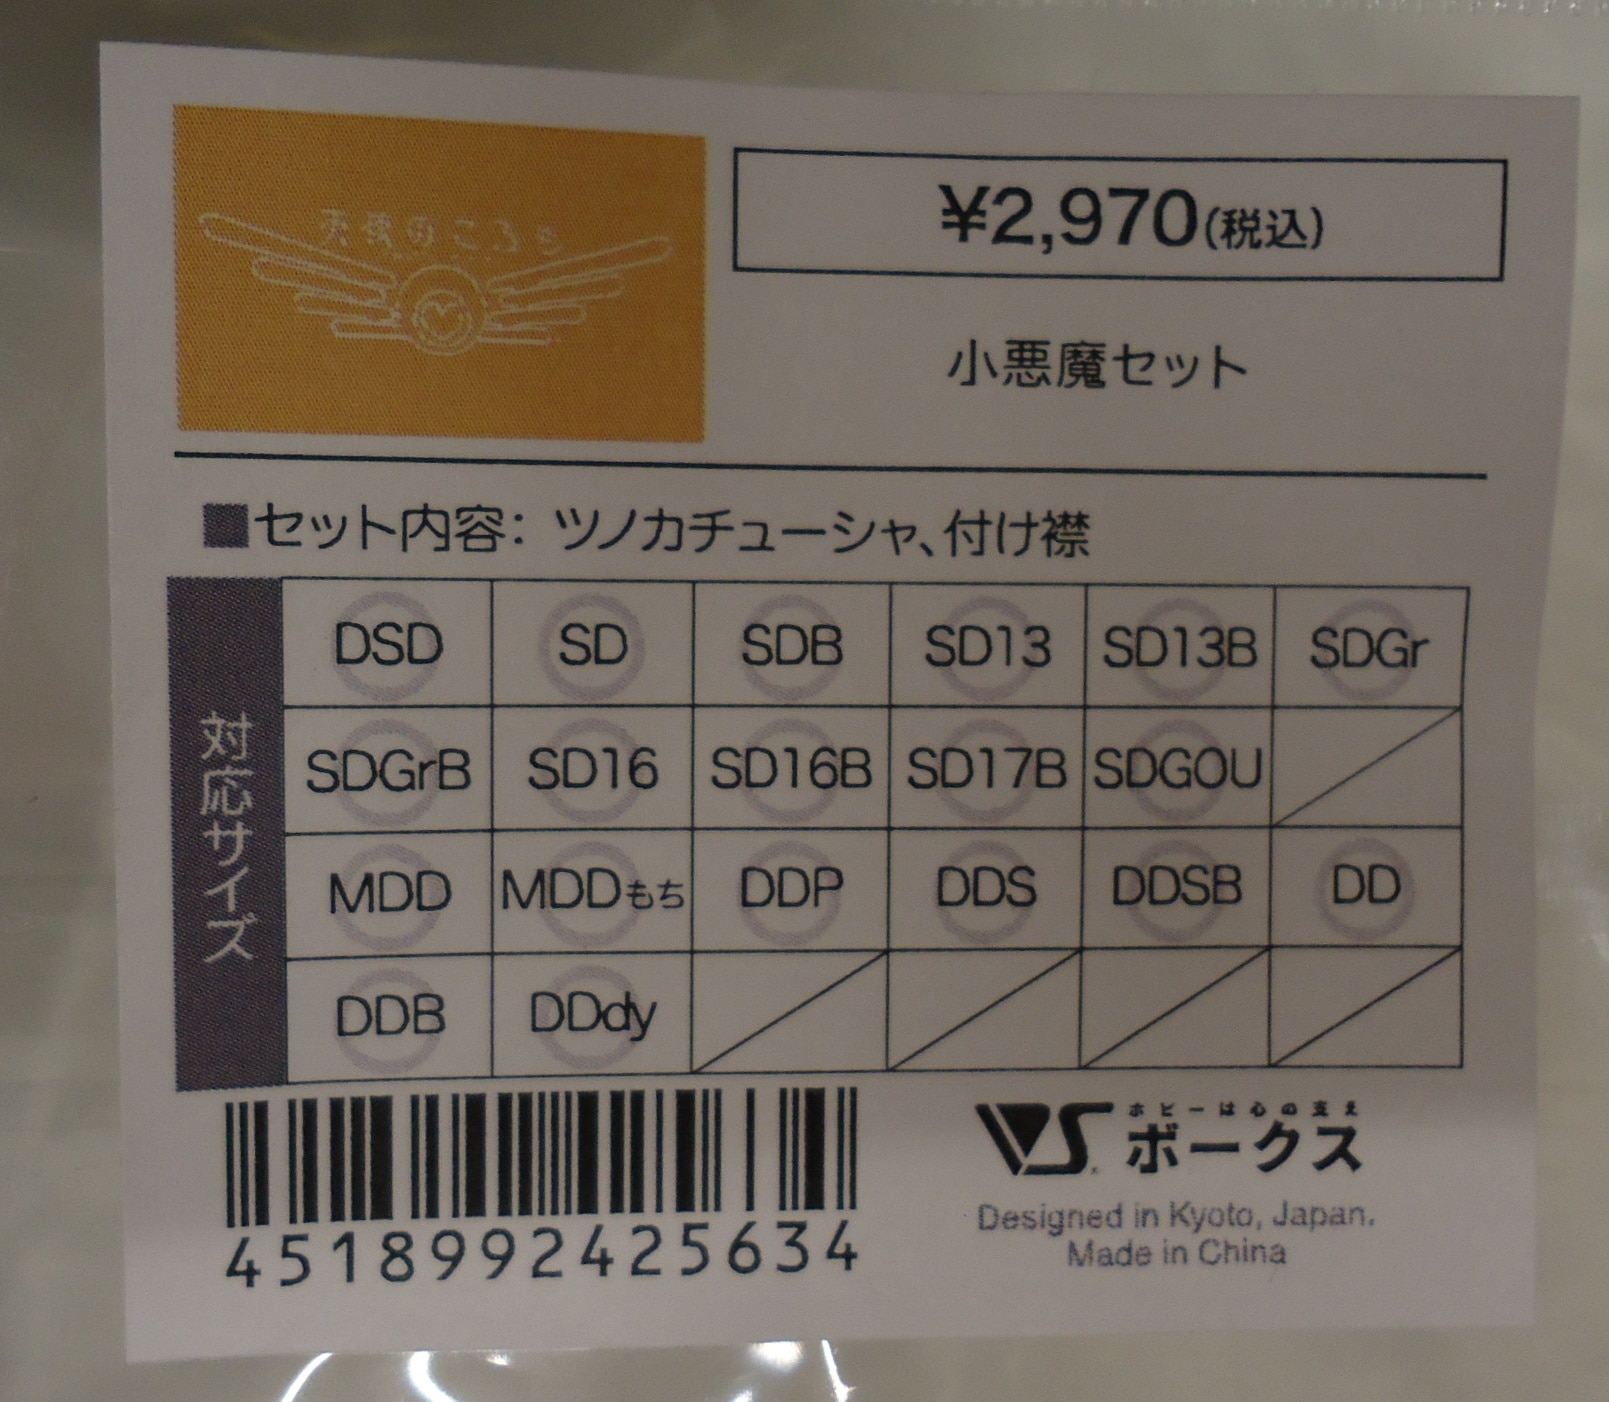 天使のころも
¥2,970(税込)
小悪魔セット
■セット内容: ツノカチューシャ、付け襟
対応サイズ
DSD SD SDB SD13 SD13B SDGr
SDGrB SD16 SD16B SD17B SDGOU
MDD MDDもち DDP DDS DDSB DD
DDB DDdy
4518992425634
VS
ホビーは心の支え
ボークス
Designed in Kyoto, Japan.
Made in China